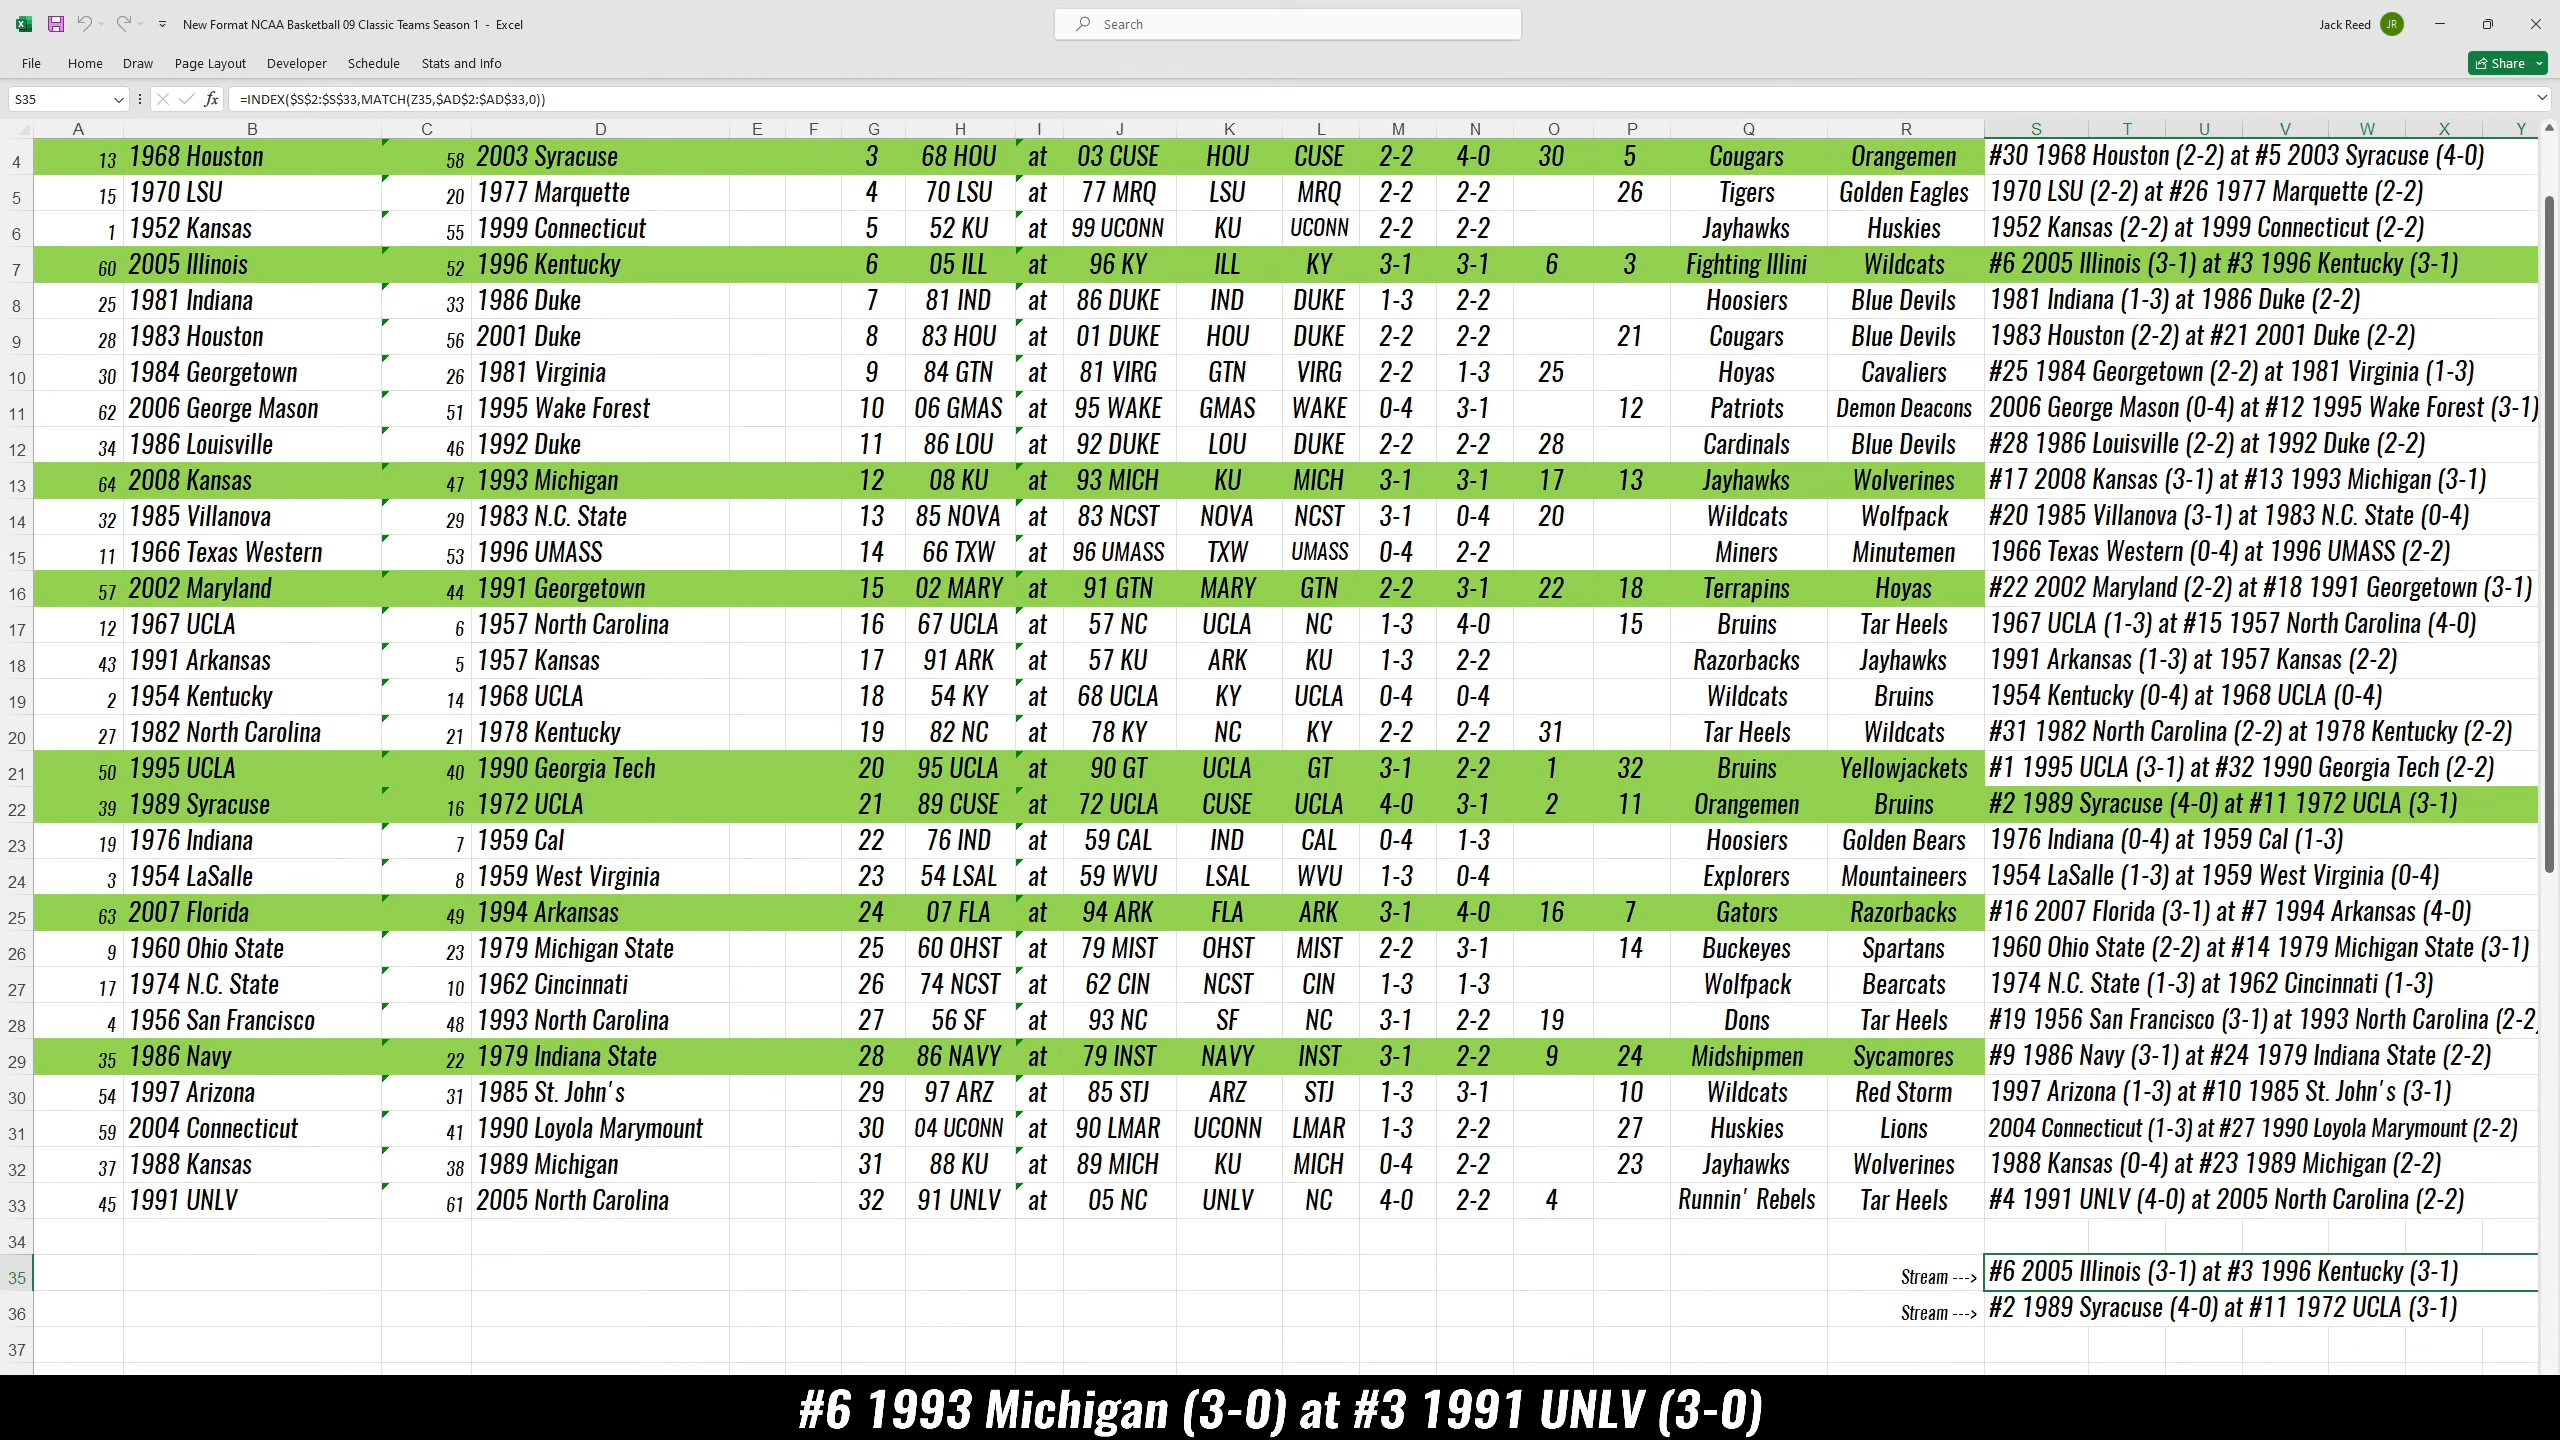 New Format NCAA Basketball 09 Classic Teams Season 1 - Excel
Search
Jack Reed JR
File Home Draw Page Layout Formulas Developer Schedule Stats and Info
Share
S35 fx =INDEX($S$2:$S$33,MATCH(Z35,$AD$2:$AD$33,0))
A B C D E F G H I J K L M N O P Q R S T U V W X Y
4 13 1968 Houston 58 2003 Syracuse 3 68 HOU at 03 CUSE HOU CUSE 2-2 4-0 30 5 Cougars Orangemen #30 1968 Houston (2-2) at #5 2003 Syracuse (4-0)
5 15 1970 LSU 20 1977 Marquette 4 70 LSU at 77 MRQ LSU MRQ 2-2 2-2 26 Tigers Golden Eagles 1970 LSU (2-2) at #26 1977 Marquette (2-2)
6 1 1952 Kansas 55 1999 Connecticut 5 52 KU at 99 UCONN KU UCONN 2-2 2-2 Jayhawks Huskies 1952 Kansas (2-2) at 1999 Connecticut (2-2)
7 60 2005 Illinois 52 1996 Kentucky 6 05 ILL at 96 KY ILL KY 3-1 3-1 6 3 Fighting Illini Wildcats #6 2005 Illinois (3-1) at #3 1996 Kentucky (3-1)
8 25 1981 Indiana 33 1986 Duke 7 81 IND at 86 DUKE IND DUKE 1-3 2-2 Hoosiers Blue Devils 1981 Indiana (1-3) at 1986 Duke (2-2)
9 28 1983 Houston 56 2001 Duke 8 83 HOU at 01 DUKE HOU DUKE 2-2 2-2 21 Cougars Blue Devils 1983 Houston (2-2) at #21 2001 Duke (2-2)
10 30 1984 Georgetown 26 1981 Virginia 9 84 GTN at 81 VIRG GTN VIRG 2-2 1-3 25 Hoyas Cavaliers #25 1984 Georgetown (2-2) at 1981 Virginia (1-3)
11 62 2006 George Mason 51 1995 Wake Forest 10 06 GMAS at 95 WAKE GMAS WAKE 0-4 3-1 12 Patriots Demon Deacons 2006 George Mason (0-4) at #12 1995 Wake Forest (3-1)
12 34 1986 Louisville 46 1992 Duke 11 86 LOU at 92 DUKE LOU DUKE 2-2 2-2 28 Cardinals Blue Devils #28 1986 Louisville (2-2) at 1992 Duke (2-2)
13 64 2008 Kansas 47 1993 Michigan 12 08 KU at 93 MICH KU MICH 3-1 3-1 17 13 Jayhawks Wolverines #17 2008 Kansas (3-1) at #13 1993 Michigan (3-1)
14 32 1985 Villanova 29 1983 N.C. State 13 85 NOVA at 83 NCST NOVA NCST 3-1 0-4 20 Wildcats Wolfpack #20 1985 Villanova (3-1) at 1983 N.C. State (0-4)
15 11 1966 Texas Western 53 1996 UMASS 14 66 TXW at 96 UMASS TXW UMASS 0-4 2-2 Miners Minutemen 1966 Texas Western (0-4) at 1996 UMASS (2-2)
16 57 2002 Maryland 44 1991 Georgetown 15 02 MARY at 91 GTN MARY GTN 2-2 3-1 22 18 Terrapins Hoyas #22 2002 Maryland (2-2) at #18 1991 Georgetown (3-1)
17 12 1967 UCLA 6 1957 North Carolina 16 67 UCLA at 57 NC UCLA NC 1-3 4-0 15 Bruins Tar Heels 1967 UCLA (1-3) at #15 1957 North Carolina (4-0)
18 43 1991 Arkansas 5 1957 Kansas 17 91 ARK at 57 KU ARK KU 1-3 2-2 Razorbacks Jayhawks 1991 Arkansas (1-3) at 1957 Kansas (2-2)
19 2 1954 Kentucky 14 1968 UCLA 18 54 KY at 68 UCLA KY UCLA 0-4 0-4 Wildcats Bruins 1954 Kentucky (0-4) at 1968 UCLA (0-4)
20 27 1982 North Carolina 21 1978 Kentucky 19 82 NC at 78 KY NC KY 2-2 2-2 31 Tar Heels Wildcats #31 1982 North Carolina (2-2) at 1978 Kentucky (2-2)
21 50 1995 UCLA 40 1990 Georgia Tech 20 95 UCLA at 90 GT UCLA GT 3-1 2-2 1 32 Bruins Yellowjackets #1 1995 UCLA (3-1) at #32 1990 Georgia Tech (2-2)
22 39 1989 Syracuse 16 1972 UCLA 21 89 CUSE at 72 UCLA CUSE UCLA 4-0 3-1 2 11 Orangemen Bruins #2 1989 Syracuse (4-0) at #11 1972 UCLA (3-1)
23 19 1976 Indiana 7 1959 Cal 22 76 IND at 59 CAL IND CAL 0-4 1-3 Hoosiers Golden Bears 1976 Indiana (0-4) at 1959 Cal (1-3)
24 3 1954 LaSalle 8 1959 West Virginia 23 54 LSAL at 59 WVU LSAL WVU 1-3 0-4 Explorers Mountaineers 1954 LaSalle (1-3) at 1959 West Virginia (0-4)
25 63 2007 Florida 49 1994 Arkansas 24 07 FLA at 94 ARK FLA ARK 3-1 4-0 16 7 Gators Razorbacks #16 2007 Florida (3-1) at #7 1994 Arkansas (4-0)
26 9 1960 Ohio State 23 1979 Michigan State 25 60 OHST at 79 MIST OHST MIST 2-2 3-1 14 Buckeyes Spartans 1960 Ohio State (2-2) at #14 1979 Michigan State (3-1)
27 17 1974 N.C. State 10 1962 Cincinnati 26 74 NCST at 62 CIN NCST CIN 1-3 1-3 Wolfpack Bearcats 1974 N.C. State (1-3) at 1962 Cincinnati (1-3)
28 4 1956 San Francisco 48 1993 North Carolina 27 56 SF at 93 NC SF NC 3-1 2-2 19 Dons Tar Heels #19 1956 San Francisco (3-1) at 1993 North Carolina (2-2
29 35 1986 Navy 22 1979 Indiana State 28 86 NAVY at 79 INST NAVY INST 3-1 2-2 9 24 Midshipmen Sycamores #9 1986 Navy (3-1) at #24 1979 Indiana State (2-2)
30 54 1997 Arizona 31 1985 St. John's 29 97 ARZ at 85 STJ ARZ STJ 1-3 3-1 10 Wildcats Red Storm 1997 Arizona (1-3) at #10 1985 St. John's (3-1)
31 59 2004 Connecticut 41 1990 Loyola Marymount 30 04 UCONN at 90 LMAR UCONN LMAR 1-3 2-2 27 Huskies Lions 2004 Connecticut (1-3) at #27 1990 Loyola Marymount (2-2)
32 37 1988 Kansas 38 1989 Michigan 31 88 KU at 89 MICH KU MICH 0-4 2-2 23 Jayhawks Wolverines 1988 Kansas (0-4) at #23 1989 Michigan (2-2)
33 45 1991 UNLV 61 2005 North Carolina 32 91 UNLV at 05 NC UNLV NC 4-0 2-2 4 Runnin' Rebels Tar Heels #4 1991 UNLV (4-0) at 2005 North Carolina (2-2)
34
35 Stream ---> #6 2005 Illinois (3-1) at #3 1996 Kentucky (3-1)
36 Stream ---> #2 1989 Syracuse (4-0) at #11 1972 UCLA (3-1)
37
#6 1993 Michigan (3-0) at #3 1991 UNLV (3-0)